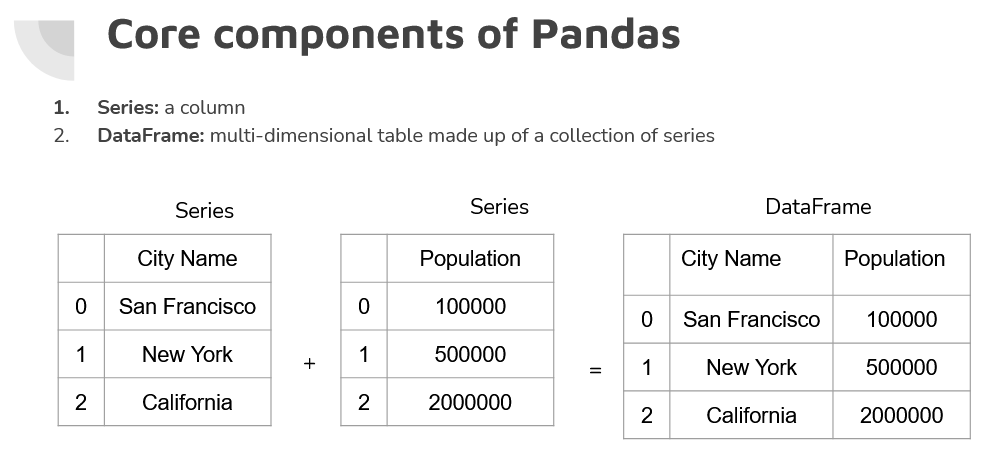 Core components of Pandas
1. Series: a column
2. DataFrame: multi-dimensional table made up of a collection of series
Series
City Name
0 San Francisco
1 New York
2 California
+
Series
Population
0 100000
1 500000
2 2000000
=
DataFrame
City Name Population
0 San Francisco 100000
1 New York 500000
2 California 2000000